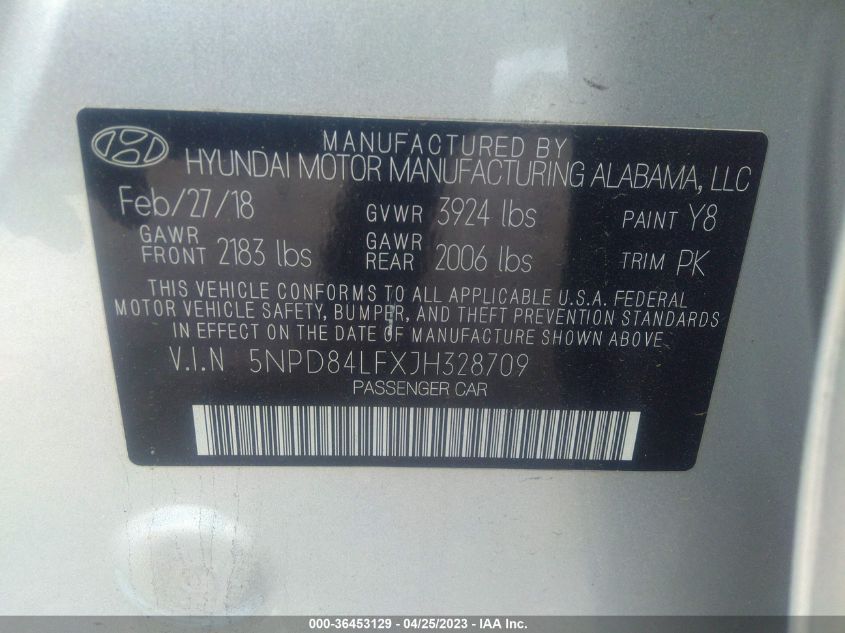 MANUFACTURED BY
HYUNDAI MOTOR MANUFACTURING ALABAMA, LLC
Feb/27/18 GVWR 3924 lbs PAINT Y8
GAWR FRONT 2183 lbs GAWR REAR 2006 lbs TRIM PK
THIS VEHICLE CONFORMS TO ALL APPLICABLE U.S.A. FEDERAL
MOTOR VEHICLE SAFETY, BUMPER, AND THEFT PREVENTION STANDARDS
IN EFFECT ON THE DATE OF MANUFACTURE SHOWN ABOVE.
V.I.N 5NPD84LFXJH328709
PASSENGER CAR
000-36453129 - 04/25/2023 - IAA Inc.